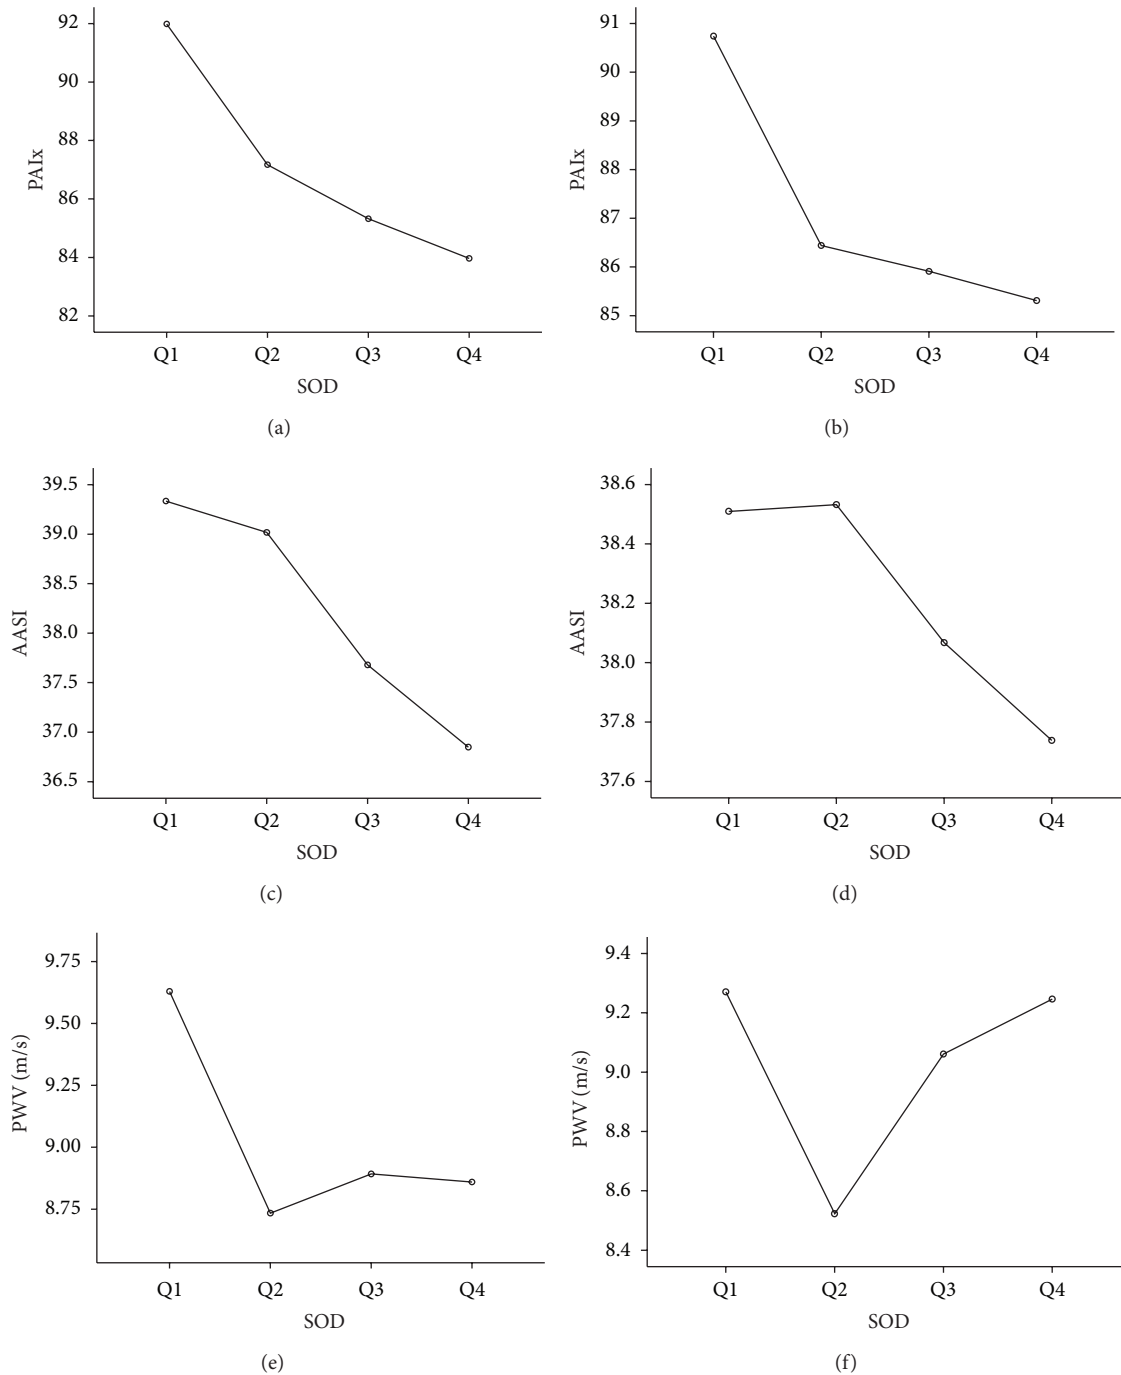 92
90
88
86
84
82
PAIx
Q1 Q2 Q3 Q4
SOD
(a)
91
90
89
88
87
86
85
PAIx
Q1 Q2 Q3 Q4
SOD
(b)
39.5
39.0
38.5
38.0
37.5
37.0
36.5
AASI
Q1 Q2 Q3 Q4
SOD
(c)
38.6
38.4
38.2
38.0
37.8
37.6
AASI
Q1 Q2 Q3 Q4
SOD
(d)
9.75
9.50
9.25
9.00
8.75
PWV (m/s)
Q1 Q2 Q3 Q4
SOD
(e)
9.4
9.2
9.0
8.8
8.6
8.4
PWV (m/s)
Q1 Q2 Q3 Q4
SOD
(f)